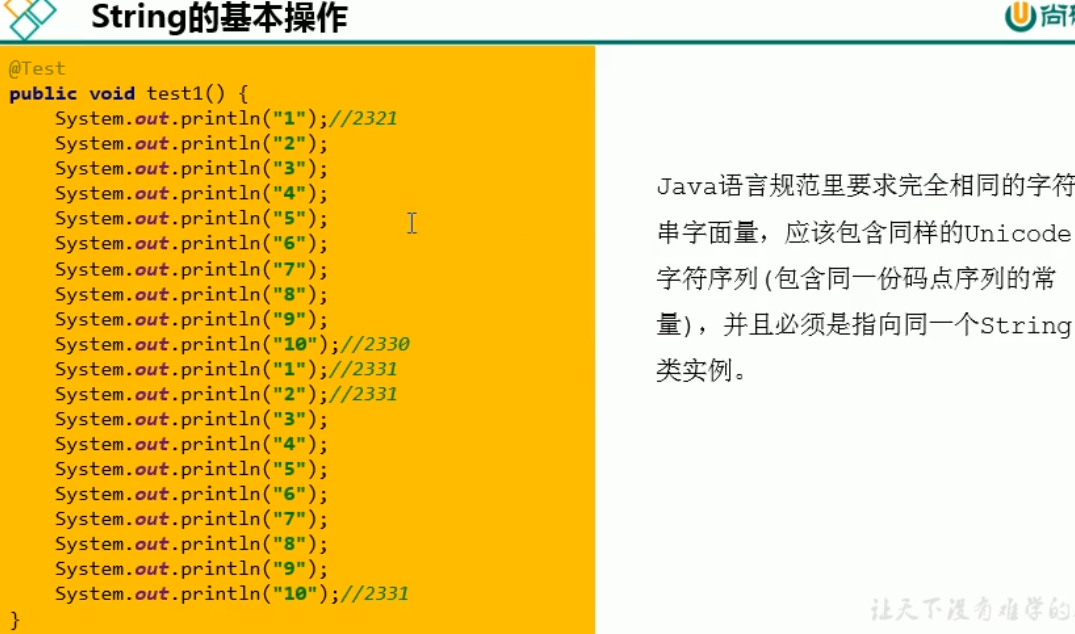 String的基本操作
尚硅
@Test
public void test1() {
System.out.println("1");//2321
System.out.println("2");
System.out.println("3");
System.out.println("4");
System.out.println("5");
System.out.println("6");
System.out.println("7");
System.out.println("8");
System.out.println("9");
System.out.println("10");//2330
System.out.println("1");//2331
System.out.println("2");//2331
System.out.println("3");
System.out.println("4");
System.out.println("5");
System.out.println("6");
System.out.println("7");
System.out.println("8");
System.out.println("9");
System.out.println("10");//2331
}
Java语言规范里要求完全相同的字符
串字面量，应该包含同样的Unicode
字符序列(包含同一份码点序列的常
量)，并且必须是指向同一个String
类实例。
让天下没有难学的